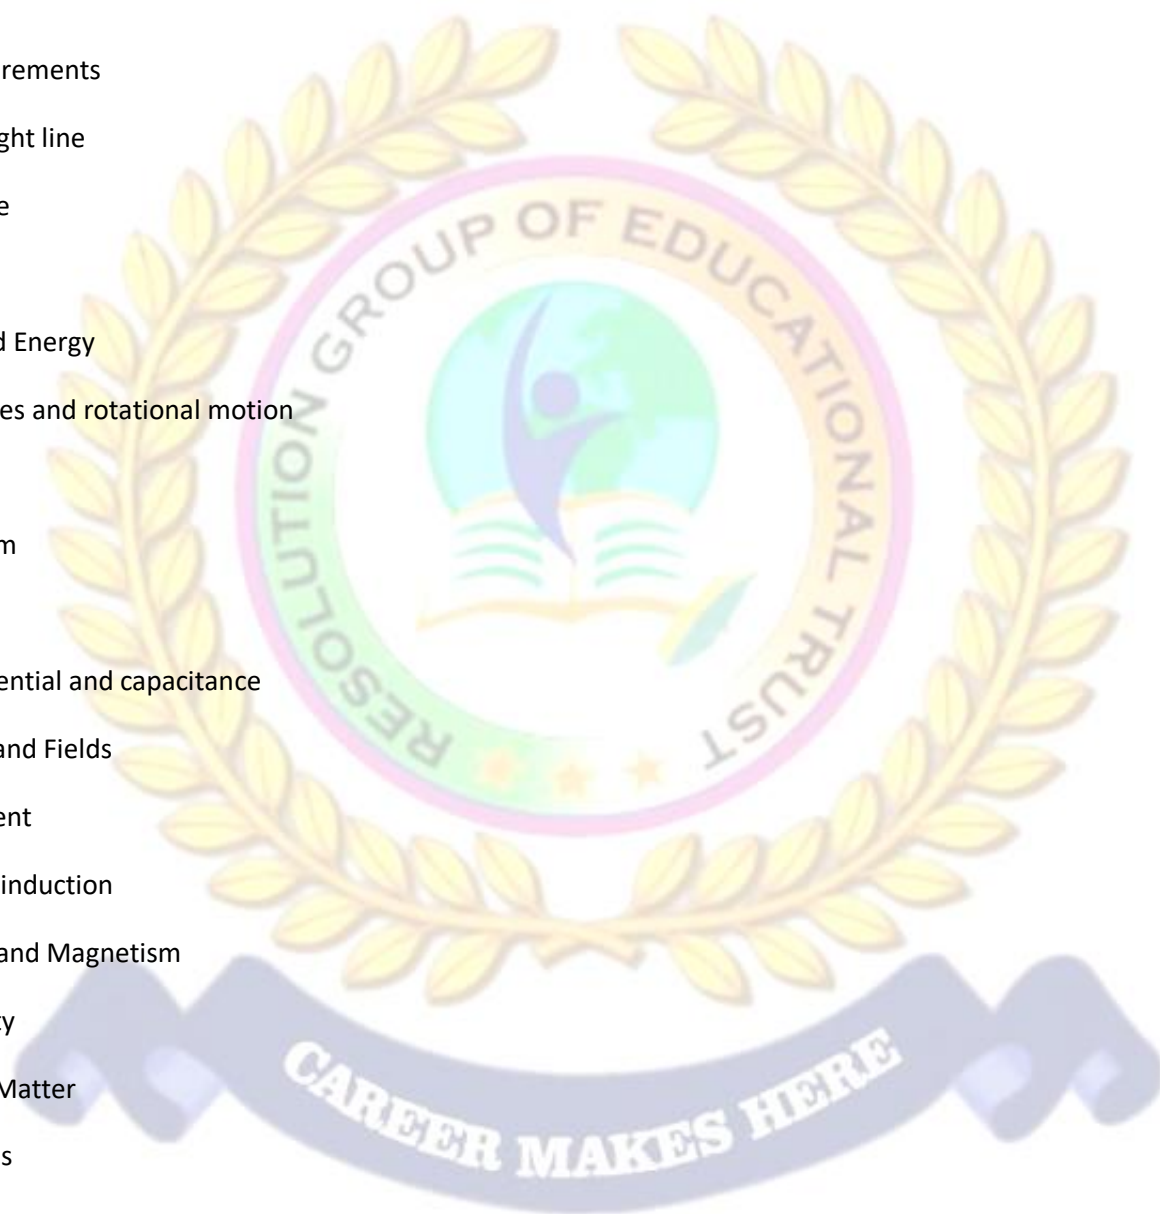 rements
ght line
e
d Energy
es and rotational motion
m
ential and capacitance
and Fields
ent
induction
and Magnetism
ty
Matter
s
RESOLUTION GROUP OF EDUCATIONAL TRUST
CAREER MAKES HERE